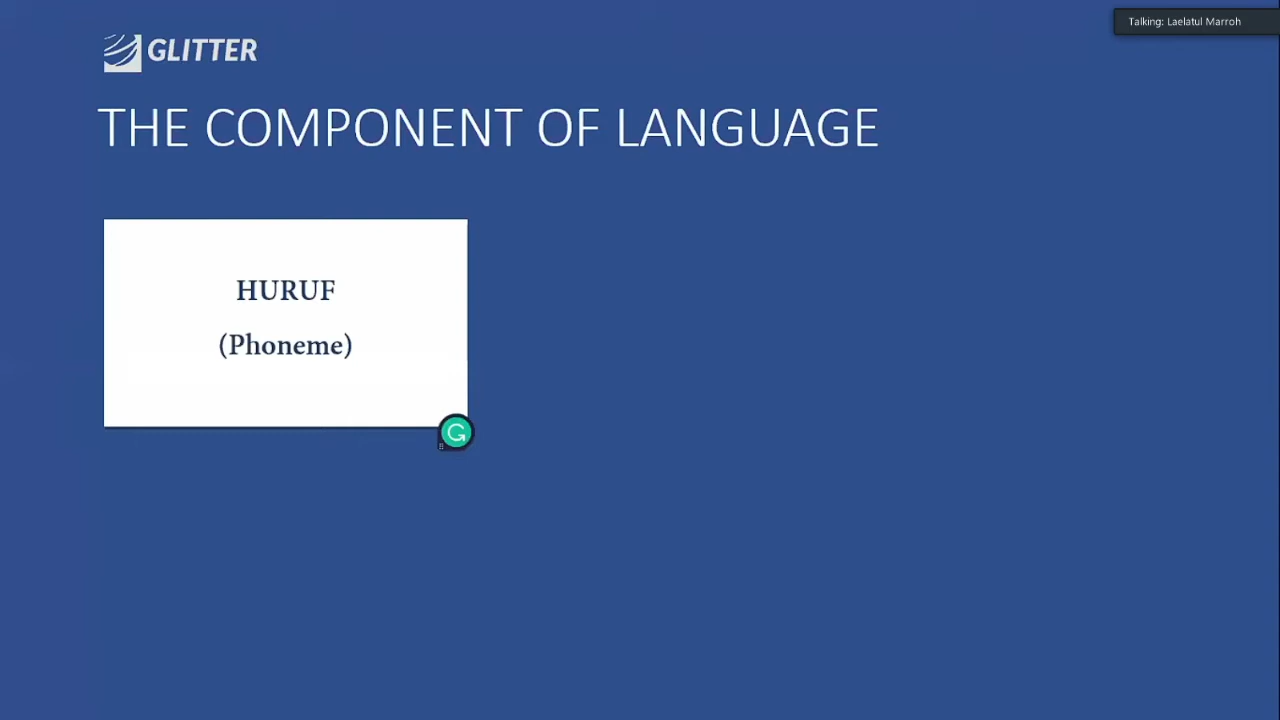 Talking: Laelatul Marroh
GLITTER
THE COMPONENT OF LANGUAGE
HURUF
(Phoneme)